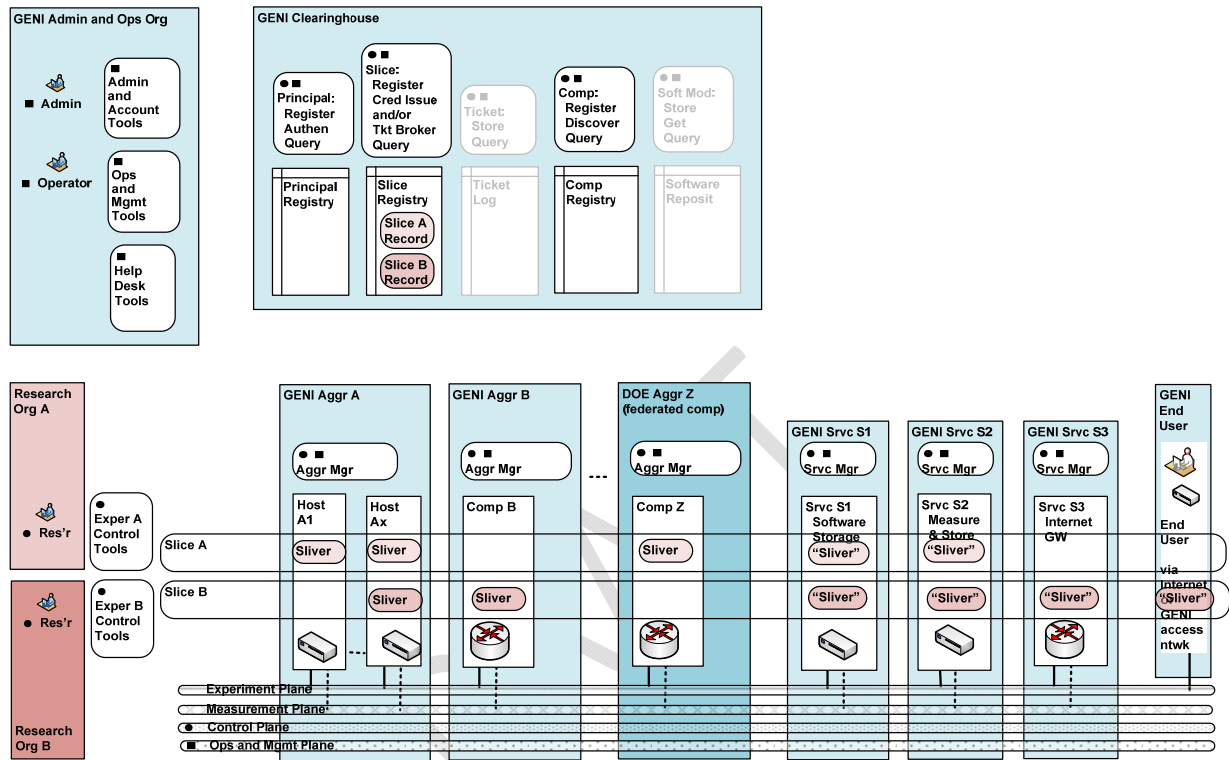 GENI Admin and Ops Org
Admin
Admin
and
Account
Tools
Operator
Ops
and
Mgmt
Tools
Help
Desk
Tools
GENI Clearinghouse
Principal:
Register
Authen
Query
Slice:
Register
Cred Issue
and/or
Tkt Broker
Query
Ticket:
Store
Query
Comp:
Register
Discover
Query
Soft Mod:
Store
Get
Query
Principal
Registry
Slice
Registry
Slice A
Record
Slice B
Record
Ticket
Log
Comp
Registry
Software
Reposit
Research
Org A
Res'r
Exper A
Control
Tools
Res'r
Exper B
Control
Tools
Research
Org B
GENI Aggr A
Aggr Mgr
Host
A1
Host
Ax
GENI Aggr B
Aggr Mgr
Comp B
DOE Aggr Z
(federated comp)
Aggr Mgr
Comp Z
GENI Srvc S1
Srvc Mgr
Srvc S1
Software
Storage
GENI Srvc S2
Srvc Mgr
Srvc S2
Measure
& Store
GENI Srvc S3
Srvc Mgr
Srvc S3
Internet
GW
GENI
End
User
End
User
via
Internet
GENI
access
ntwk
Slice A
Sliver
Sliver
Sliver
“Sliver”
“Sliver”
Slice B
Sliver
Sliver
“Sliver”
“Sliver”
“Sliver”
“Sliver”
Experiment Plane
Measurement Plane
Control Plane
Ops and Mgmt Plane